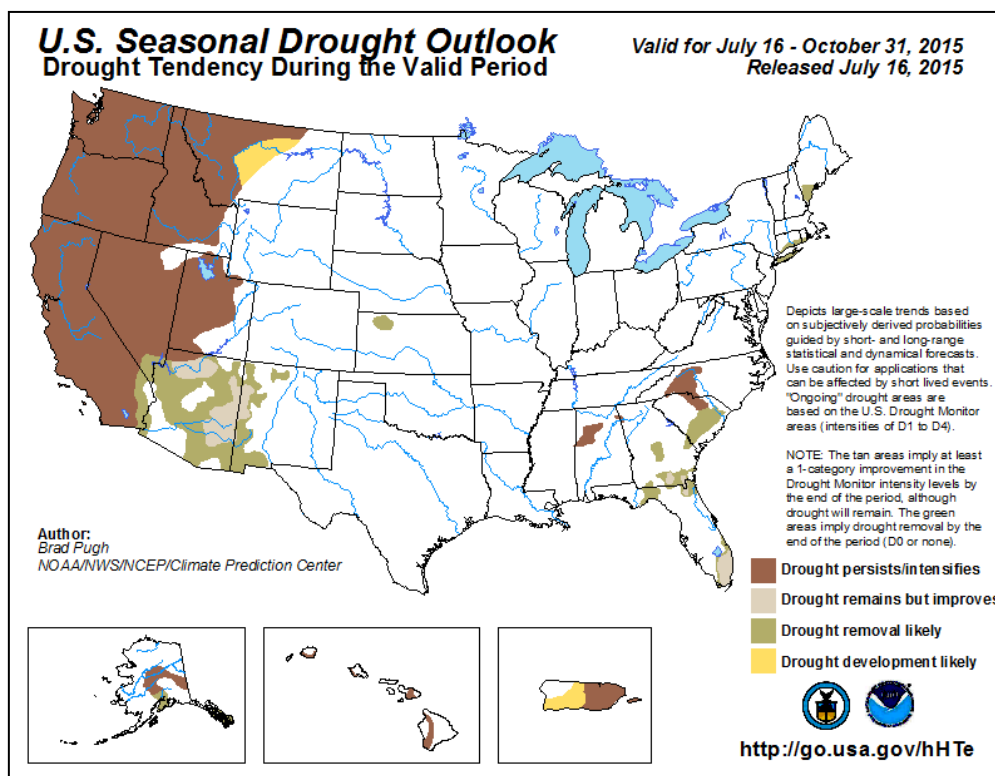 U.S. Seasonal Drought Outlook
Drought Tendency During the Valid Period
Valid for July 16 - October 31, 2015
Released July 16, 2015
Depicts large-scale trends based
on subjectively derived probabilities
guided by short- and long-range
statistical and dynamical forecasts.
Use caution for applications that
can be affected by short lived events.
"Ongoing" drought areas are
based on the U.S. Drought Monitor
areas (intensities of D1 to D4).
NOTE: The tan areas imply at least
a 1-category improvement in the
Drought Monitor intensity levels by
the end of the period, although
drought will remain. The green
areas imply drought removal by the
end of the period (D0 or none).
Author:
Brad Pugh
NOAA/NWS/NCEP/Climate Prediction Center
Drought persists/intensifies
Drought remains but improves
Drought removal likely
Drought development likely
http://go.usa.gov/hHTe